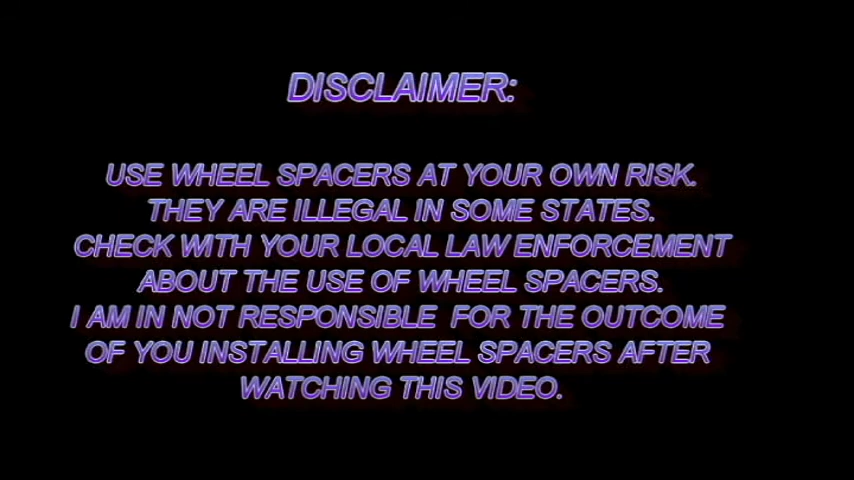 DISCLAIMER:
USE WHEEL SPACERS AT YOUR OWN RISK.
THEY ARE ILLEGAL IN SOME STATES.
CHECK WITH YOUR LOCAL LAW ENFORCEMENT
ABOUT THE USE OF WHEEL SPACERS.
I AM IN NOT RESPONSIBLE FOR THE OUTCOME
OF YOU INSTALLING WHEEL SPACERS AFTER
WATCHING THIS VIDEO.